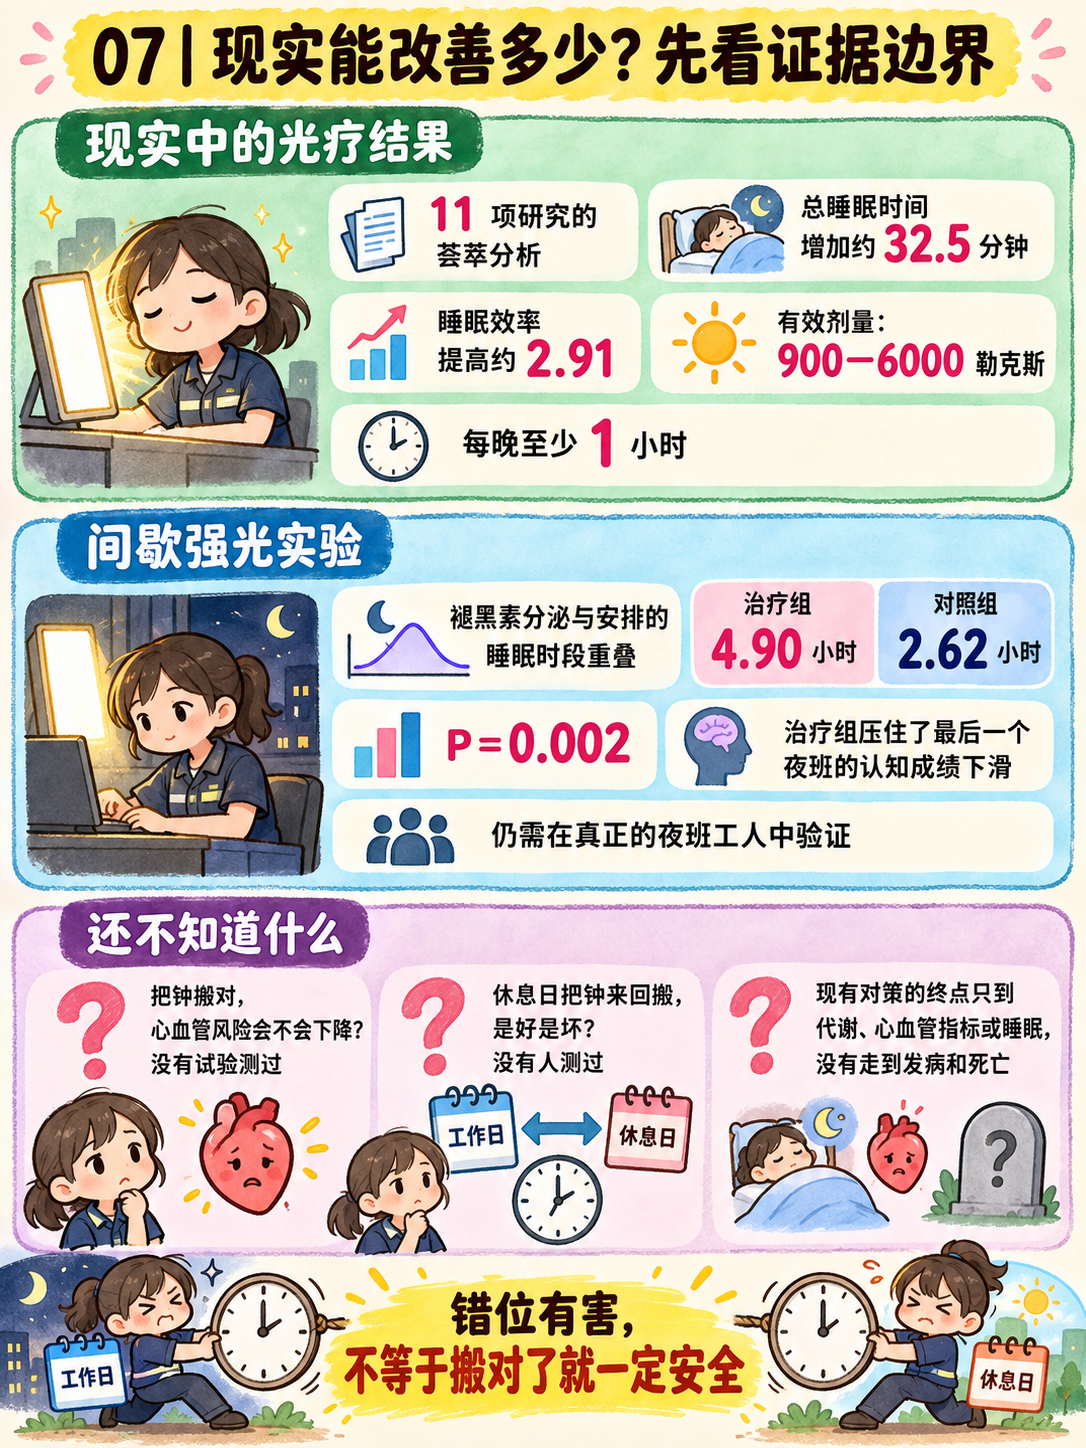 07|现实能改善多少？先看证据边界
现实中的光疗结果
11 项研究的
荟萃分析
总睡眠时间
增加约 32.5 分钟
睡眠效率
提高约 2.91
有效剂量：
900—6000 勒克斯
每晚至少 1 小时
间歇强光实验
褪黑素分泌与安排的
睡眠时段重叠
治疗组
4.90 小时
对照组
2.62 小时
P=0.002
治疗组压住了最后一个
夜班的认知成绩下滑
仍需在真正的夜班工人中验证
还不知道什么
把钟搬对，
心血管风险会不会下降？
没有试验测过
休息日把钟来回搬，
是好是坏？
没有人测过
工作日
休息日
现有对策的终点只到
代谢、心血管指标或睡眠，
没有走到发病和死亡
?
工作日
错位有害，
不等于搬对了就一定安全
休息日